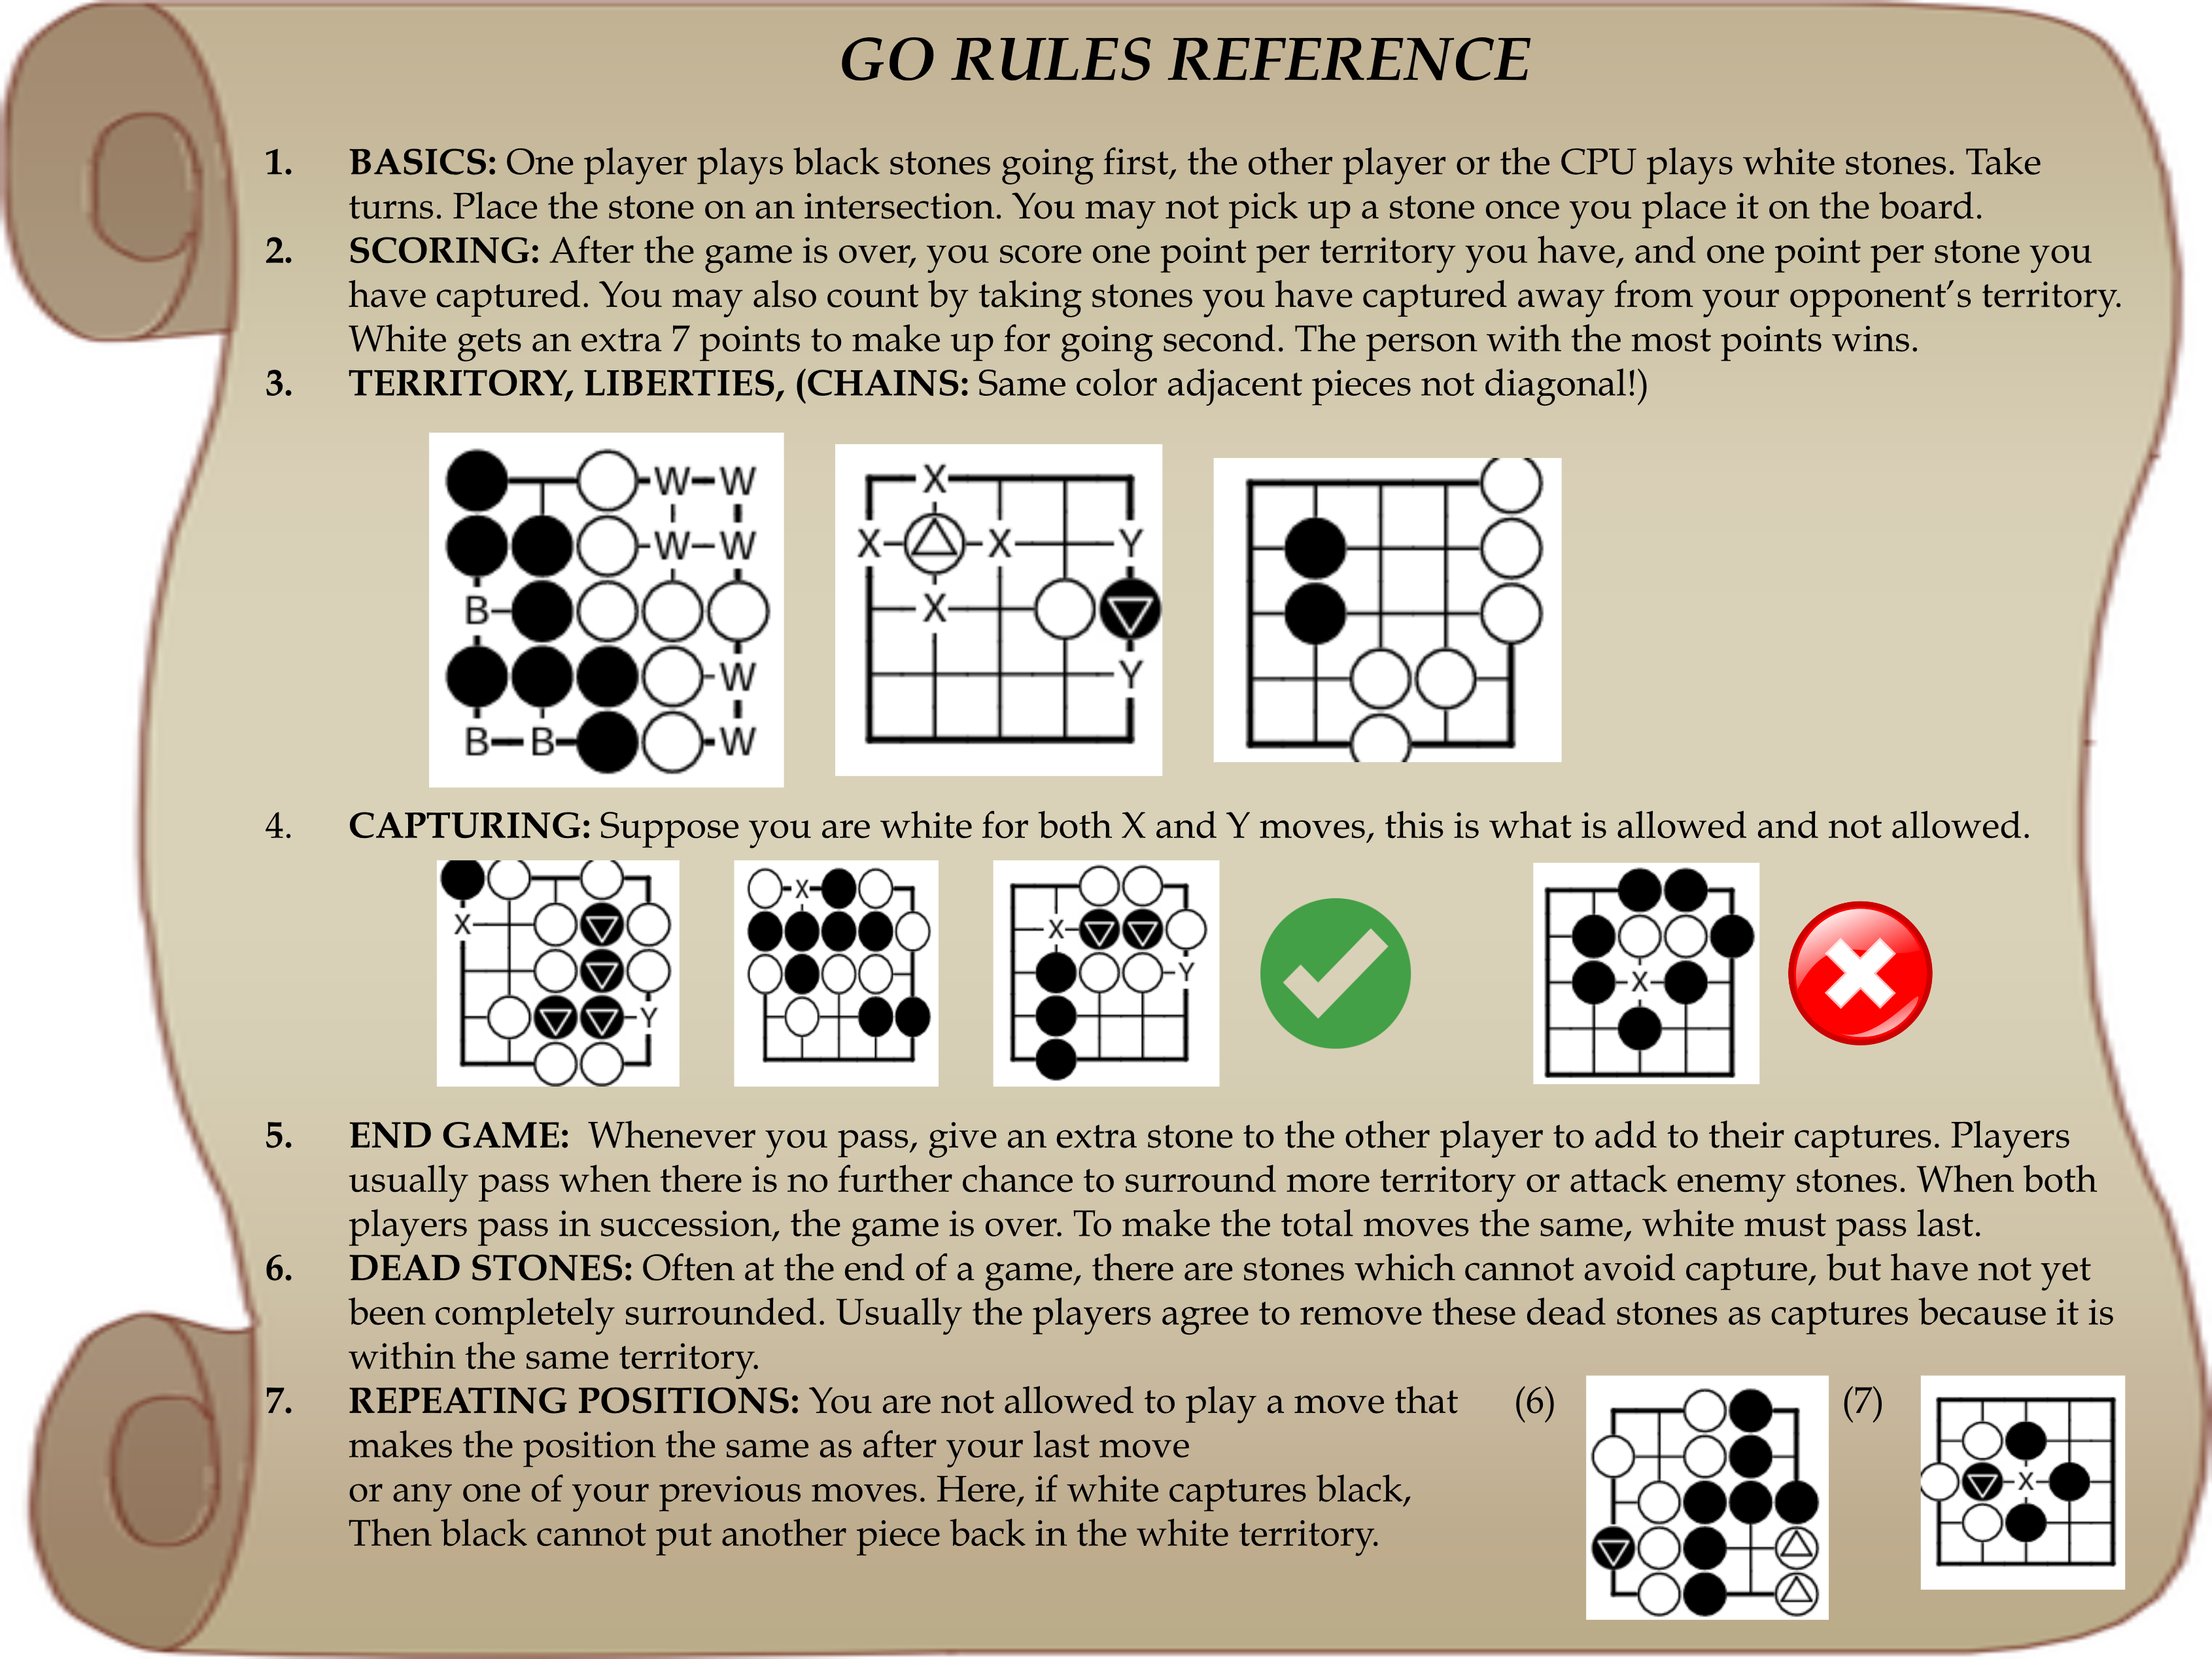 GO RULES REFERENCE
1. BASICS: One player plays black stones going first, the other player or the CPU plays white stones. Take
turns. Place the stone on an intersection. You may not pick up a stone once you place it on the board.
2. SCORING: After the game is over, you score one point per territory you have, and one point per stone you
have captured. You may also count by taking stones you have captured away from your opponent’s territory.
White gets an extra 7 points to make up for going second. The person with the most points wins.
3. TERRITORY, LIBERTIES, (CHAINS: Same color adjacent pieces not diagonal!)
W W
W W
B
W
B B W
X
X X Y
X
Y
4. CAPTURING: Suppose you are white for both X and Y moves, this is what is allowed and not allowed.
X
Y
X
X
Y
X
5. END GAME: Whenever you pass, give an extra stone to the other player to add to their captures. Players
usually pass when there is no further chance to surround more territory or attack enemy stones. When both
players pass in succession, the game is over. To make the total moves the same, white must pass last.
6. DEAD STONES: Often at the end of a game, there are stones which cannot avoid capture, but have not yet
been completely surrounded. Usually the players agree to remove these dead stones as captures because it is
within the same territory.
7. REPEATING POSITIONS: You are not allowed to play a move that
makes the position the same as after your last move
or any one of your previous moves. Here, if white captures black,
Then black cannot put another piece back in the white territory.
(6)
(7)
X